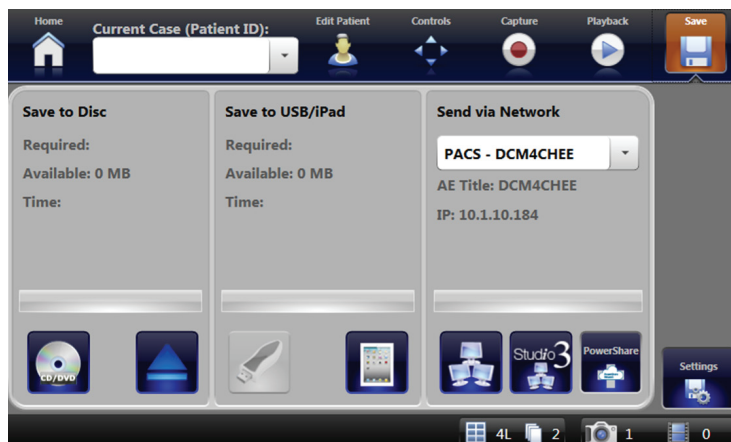 Home
Current Case (Patient ID):
Edit Patient
Controls
Capture
Playback
Save
Save to Disc
Required:
Available: 0 MB
Time:
CD/DVD
Save to USB/iPad
Required:
Available: 0 MB
Time:
Send via Network
PACS - DCM4CHEE
AE Title: DCM4CHEE
IP: 10.1.10.184
Studio3
PowerShare
Settings
4L 2 1 0